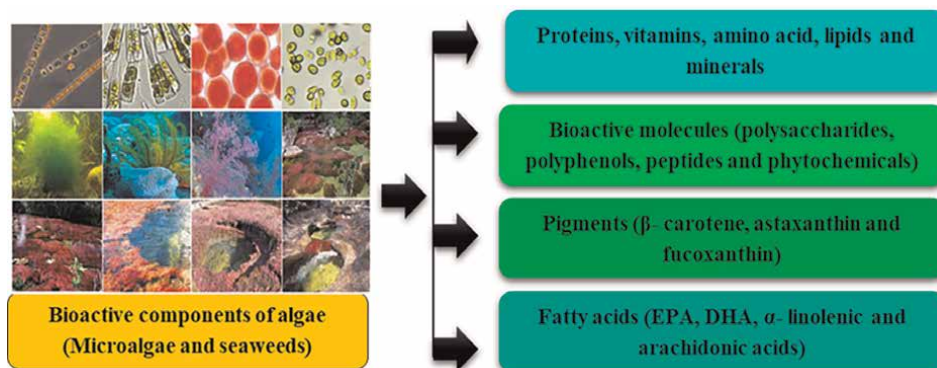 Proteins, vitamins, amino acid, lipids and
minerals
Bioactive molecules (polysaccharides,
polyphenols, peptides and phytochemicals)
Pigments (β- carotene, astaxanthin and
fucoxanthin)
Bioactive components of algae
(Microalgae and seaweeds)
Fatty acids (EPA, DHA, α- linolenic and
arachidonic acids)